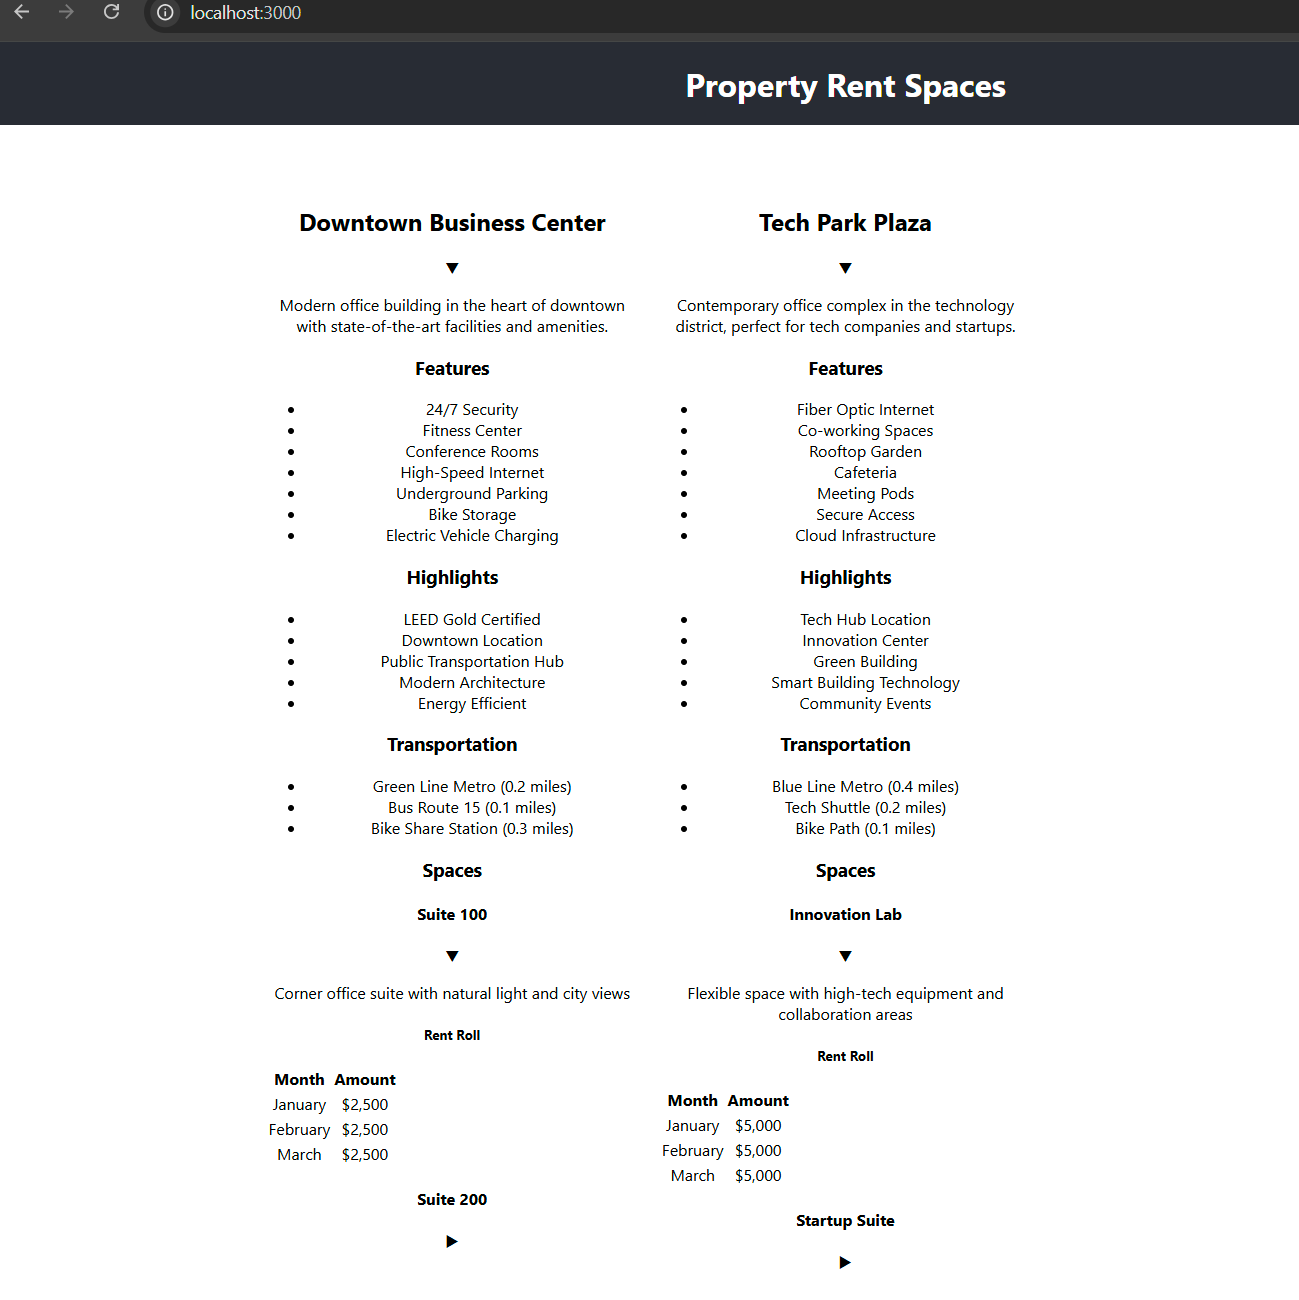 localhost:3000
Property Rent Spaces
Downtown Business Center
▼
Modern office building in the heart of downtown
with state-of-the-art facilities and amenities.
Features
• 24/7 Security
• Fitness Center
• Conference Rooms
• High-Speed Internet
• Underground Parking
• Bike Storage
• Electric Vehicle Charging
Highlights
• LEED Gold Certified
• Downtown Location
• Public Transportation Hub
• Modern Architecture
• Energy Efficient
Transportation
• Green Line Metro (0.2 miles)
• Bus Route 15 (0.1 miles)
• Bike Share Station (0.3 miles)
Spaces
Suite 100
▼
Corner office suite with natural light and city views
Rent Roll
Month Amount
January $2,500
February $2,500
March $2,500
Suite 200
▶
Tech Park Plaza
▼
Contemporary office complex in the technology
district, perfect for tech companies and startups.
Features
• Fiber Optic Internet
• Co-working Spaces
• Rooftop Garden
• Cafeteria
• Meeting Pods
• Secure Access
• Cloud Infrastructure
Highlights
• Tech Hub Location
• Innovation Center
• Green Building
• Smart Building Technology
• Community Events
Transportation
• Blue Line Metro (0.4 miles)
• Tech Shuttle (0.2 miles)
• Bike Path (0.1 miles)
Spaces
Innovation Lab
▼
Flexible space with high-tech equipment and
collaboration areas
Rent Roll
Month Amount
January $5,000
February $5,000
March $5,000
Startup Suite
▶